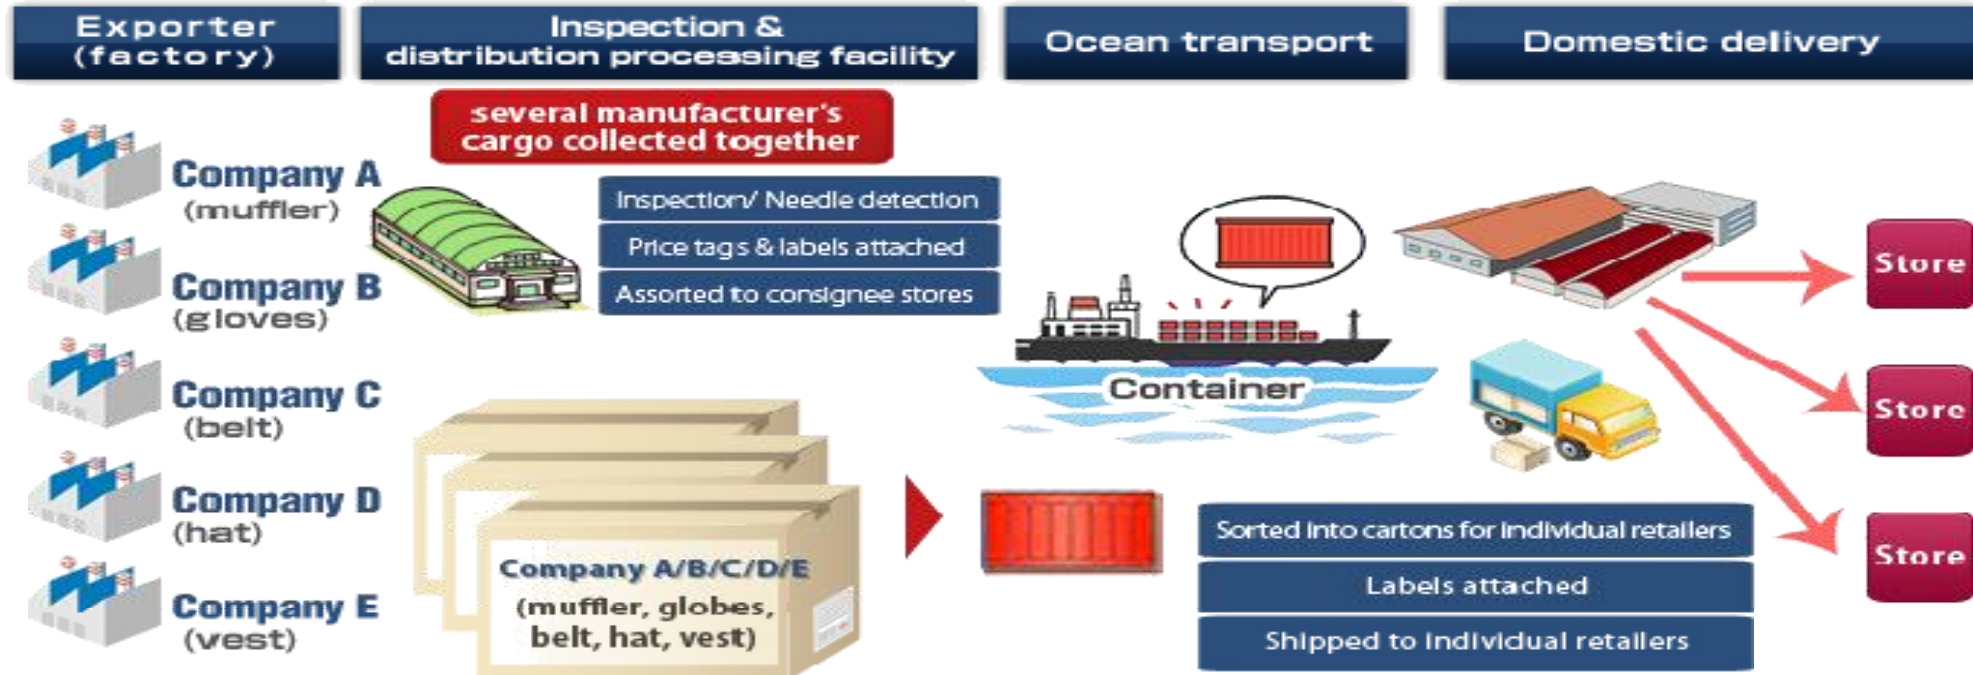 Exporter
(factory)
Inspection &
distribution processing facility
Ocean transport
Domestic delivery
several manufacturer's
cargo collected together
Company A
(muffler)
Company B
(gloves)
Company C
(belt)
Company D
(hat)
Company E
(vest)
Inspection/ Needle detection
Price tags & labels attached
Assorted to consignee stores
Company A/B/C/D/E
(muffler, globes,
belt, hat, vest)
Container
Sorted into cartons for individual retailers
Labels attached
Shipped to individual retailers
Store
Store
Store